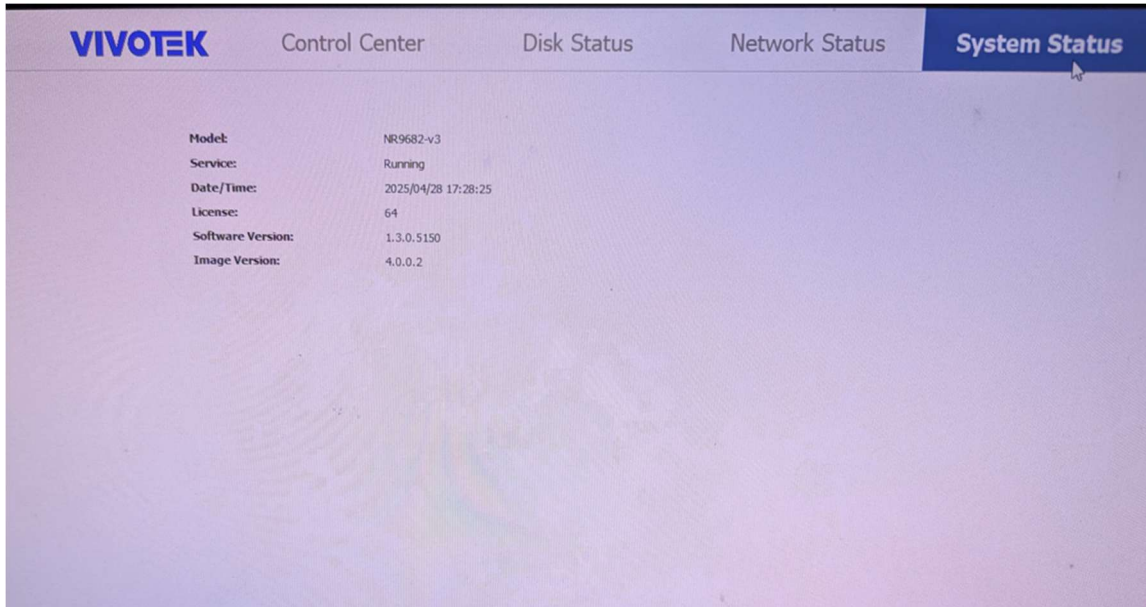 VIVOTEK Control Center Disk Status Network Status System Status
Model: NR9682-v3
Service: Running
Date/Time: 2025/04/28 17:28:25
License: 64
Software Version: 1.3.0.5150
Image Version: 4.0.0.2